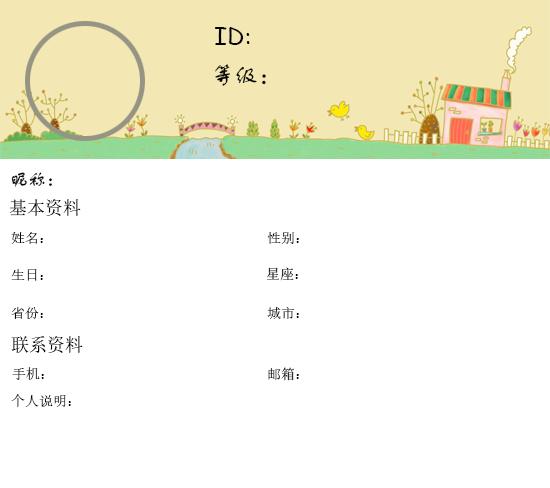 ID:
等级：
昵称：
基本资料
姓名： 性别：
生日： 星座：
省份： 城市：
联系资料
手机： 邮箱：
个人说明：